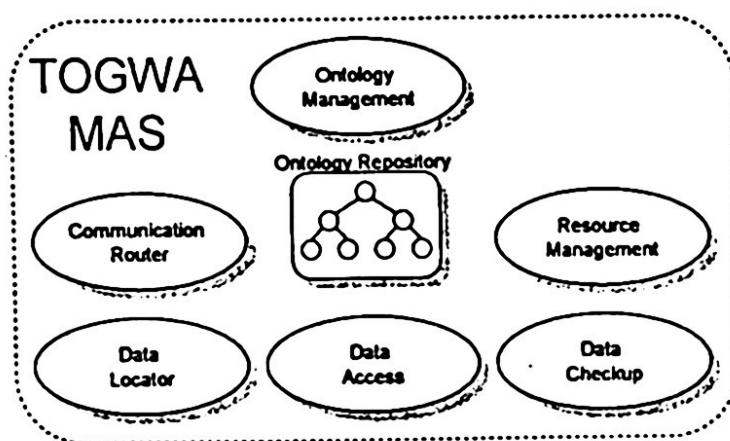 TOGWA
MAS
Ontology
Management
Ontology Repository
Communication
Router
Resource
Management
Data
Locator
Data
Access
Data
Checkup